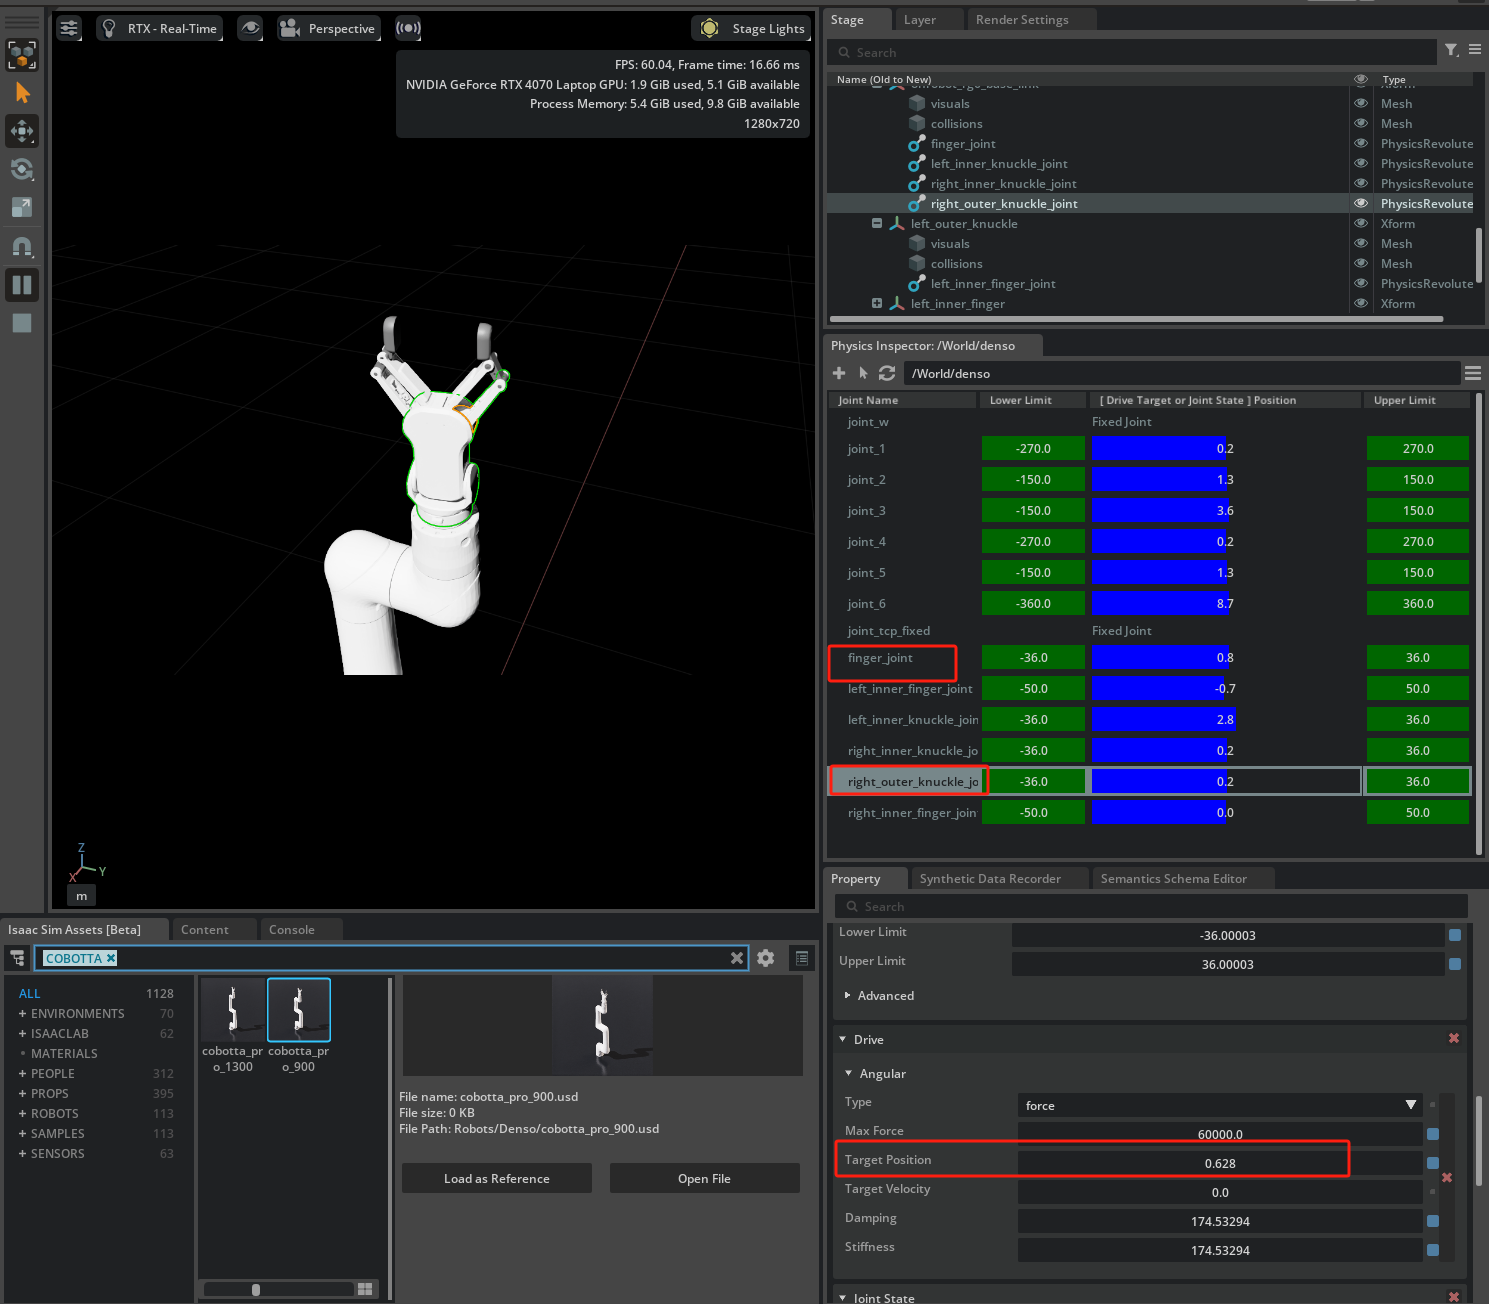 RTX - Real-Time
Perspective
Stage Lights
FPS: 60.04, Frame time: 16.66 ms
NVIDIA GeForce RTX 4070 Laptop GPU: 1.9 GiB used, 5.1 GiB available
Process Memory: 5.4 GiB used, 9.8 GiB available
1280x720
Z
Y
X
m
Stage
Layer
Render Settings
Search
Name (Old to New)
Type
onrobot_rg6_base_link
Xform
visuals
Mesh
collisions
Mesh
finger_joint
PhysicsRevolute
left_inner_knuckle_joint
PhysicsRevolute
right_inner_knuckle_joint
PhysicsRevolute
right_outer_knuckle_joint
PhysicsRevolute
left_outer_knuckle
Xform
visuals
Mesh
collisions
Mesh
left_inner_finger_joint
PhysicsRevolute
left_inner_finger
Xform
Physics Inspector: /World/denso
/World/denso
Joint Name
Lower Limit
[ Drive Target or Joint State ] Position
Upper Limit
joint_w
Fixed Joint
joint_1
-270.0
0.2
270.0
joint_2
-150.0
1.3
150.0
joint_3
-150.0
3.6
150.0
joint_4
-270.0
0.2
270.0
joint_5
-150.0
1.3
150.0
joint_6
-360.0
8.7
360.0
joint_tcp_fixed
Fixed Joint
finger_joint
-36.0
0.8
36.0
left_inner_finger_joint
-50.0
-0.7
50.0
left_inner_knuckle_join
-36.0
2.8
36.0
right_inner_knuckle_jo
-36.0
0.2
36.0
right_outer_knuckle_jo
-36.0
0.2
36.0
right_inner_finger_join
-50.0
0.0
50.0
Property
Synthetic Data Recorder
Semantics Schema Editor
Search
Lower Limit
-36.00003
Upper Limit
36.00003
Advanced
Drive
Angular
Type
force
Max Force
60000.0
Target Position
0.628
Target Velocity
0.0
Damping
174.53294
Stiffness
174.53294
Joint State
Isaac Sim Assets [Beta]
Content
Console
COBOTTA
ALL
1128
ENVIRONMENTS
70
ISAACLAB
62
MATERIALS
PEOPLE
312
PROPS
395
ROBOTS
113
SAMPLES
113
SENSORS
63
cobotta_pr
o_1300
cobotta_pr
o_900
File name: cobotta_pro_900.usd
File size: 0 KB
File Path: Robots/Denso/cobotta_pro_900.usd
Load as Reference
Open File